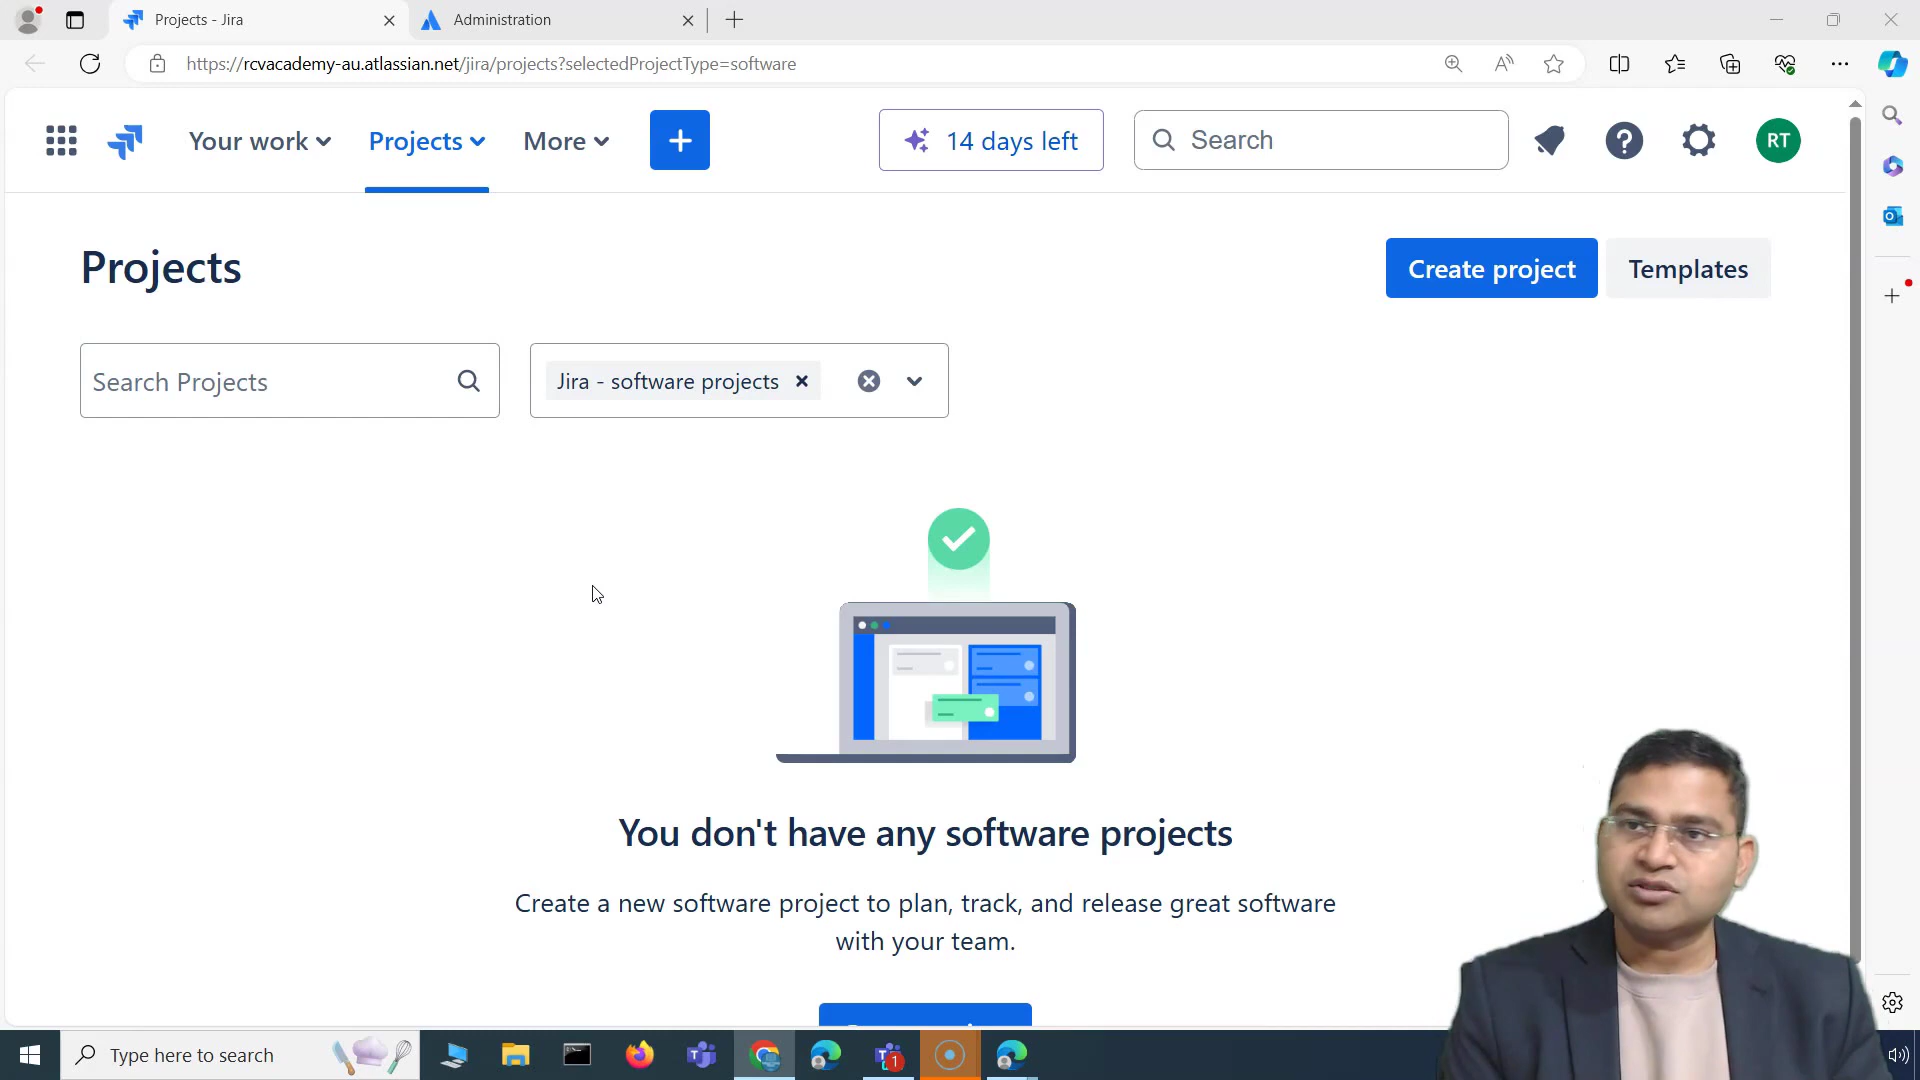 Projects - Jira
Administration
https://rcvacademy-au.atlassian.net/jira/projects?selectedProjectType=software
Your work
Projects
More
14 days left
Search
RT
Projects
Create project
Templates
Search Projects
Jira - software projects
You don't have any software projects
Create a new software project to plan, track, and release great software
with your team.
Type here to search
1